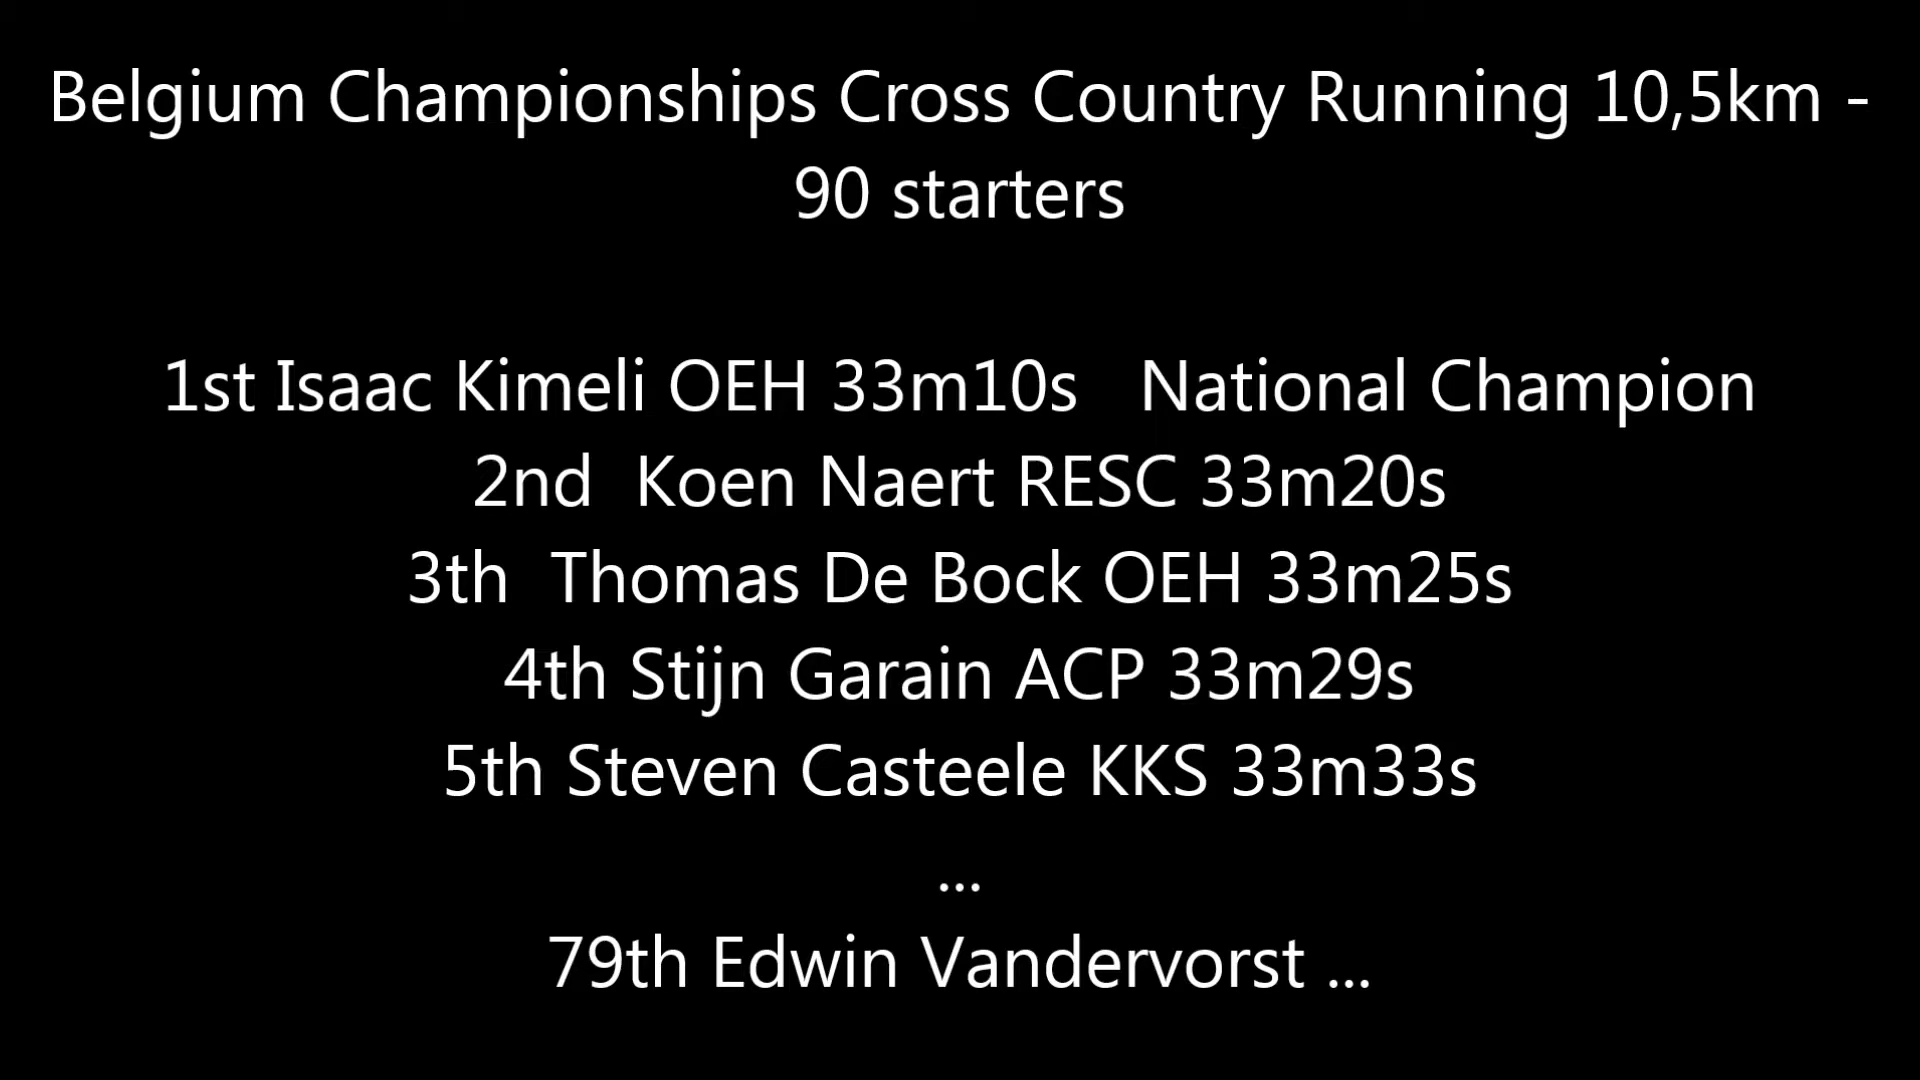 Belgium Championships Cross Country Running 10,5km -
90 starters
1st Isaac Kimeli OEH 33m10s National Champion
2nd Koen Naert RESC 33m20s
3th Thomas De Bock OEH 33m25s
4th Stijn Garain ACP 33m29s
5th Steven Casteele KKS 33m33s
...
79th Edwin Vandervorst ...